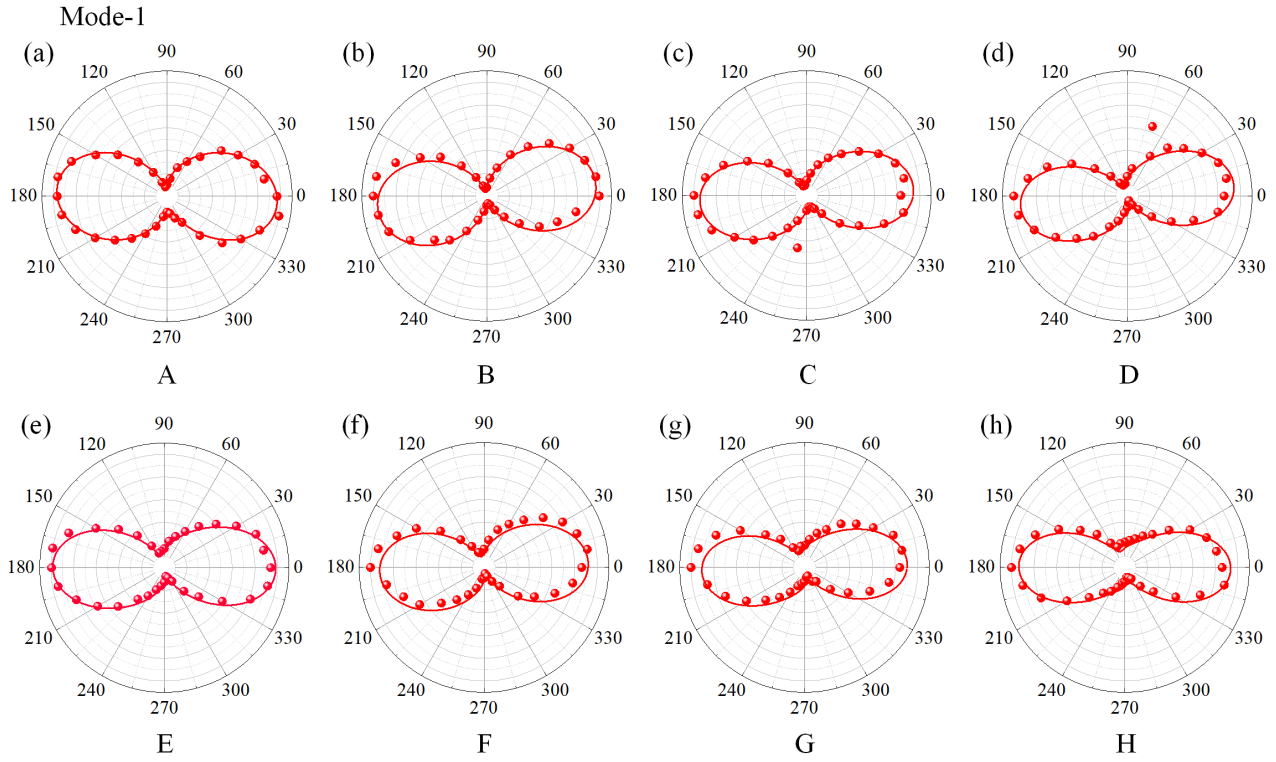 Mode-1
(a) (b) (c) (d)
90 90 90 90
120 60 120 60 120 60 120 60
150 30 150 30 150 30 150 30
180 0 180 0 180 0 180 0
210 330 210 330 210 330 210 330
240 300 240 300 240 300 240 300
270 270 270 270
A B C D
(e) (f) (g) (h)
90 90 90 90
120 60 120 60 120 60 120 60
150 30 150 30 150 30 150 30
180 0 180 0 180 0 180 0
210 330 210 330 210 330 210 330
240 300 240 300 240 300 240 300
270 270 270 270
E F G H